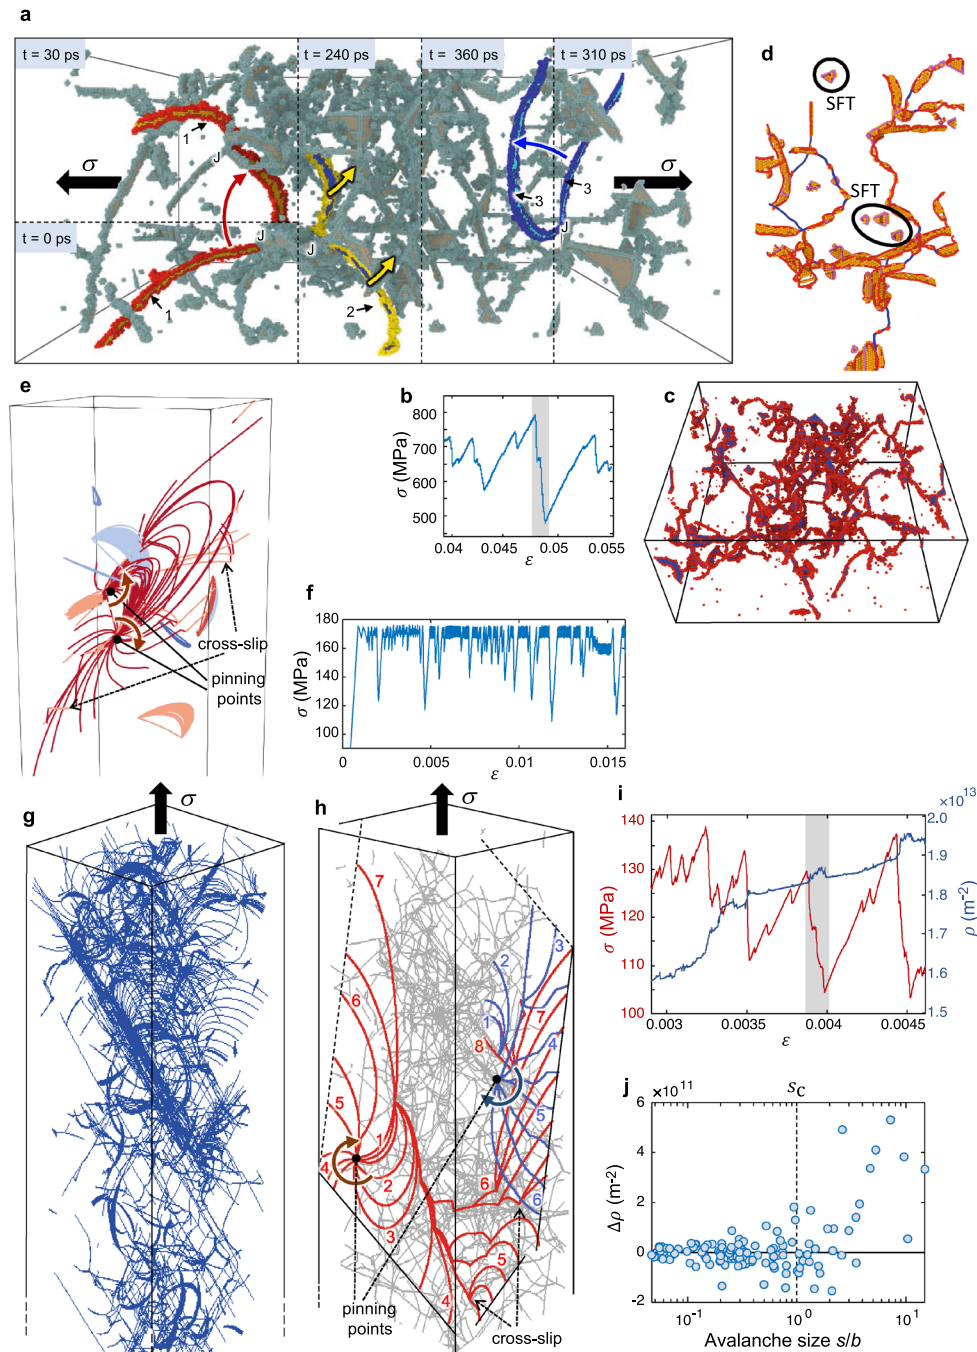 a
t = 30 ps
t = 240 ps
t = 360 ps
t = 310 ps
1
J
σ
3
3
σ
t = 0 ps
J
J
J
1
2
d
SFT
SFT
e
cross-slip
pinning
points
b
800
700
600
500
σ (MPa)
0.04
0.045
0.05
0.055
ε
c
f
180
160
140
120
100
σ (MPa)
0
0.005
0.01
0.015
ε
g
σ
h
σ
7
6
5
4
1
2
3
4
3
2
1
7
8
4
5
6
6
5
pinning
points
cross-slip
i
×10¹³
140
130
120
110
100
σ (MPa)
2.0
1.9
1.8
1.7
1.6
1.5
ρ (m⁻²)
0.003
0.0035
0.004
0.0045
ε
j
×10¹¹
s_C
6
4
2
0
-2
Δρ (m⁻²)
10⁻¹
10⁰
10¹
Avalanche size s/b